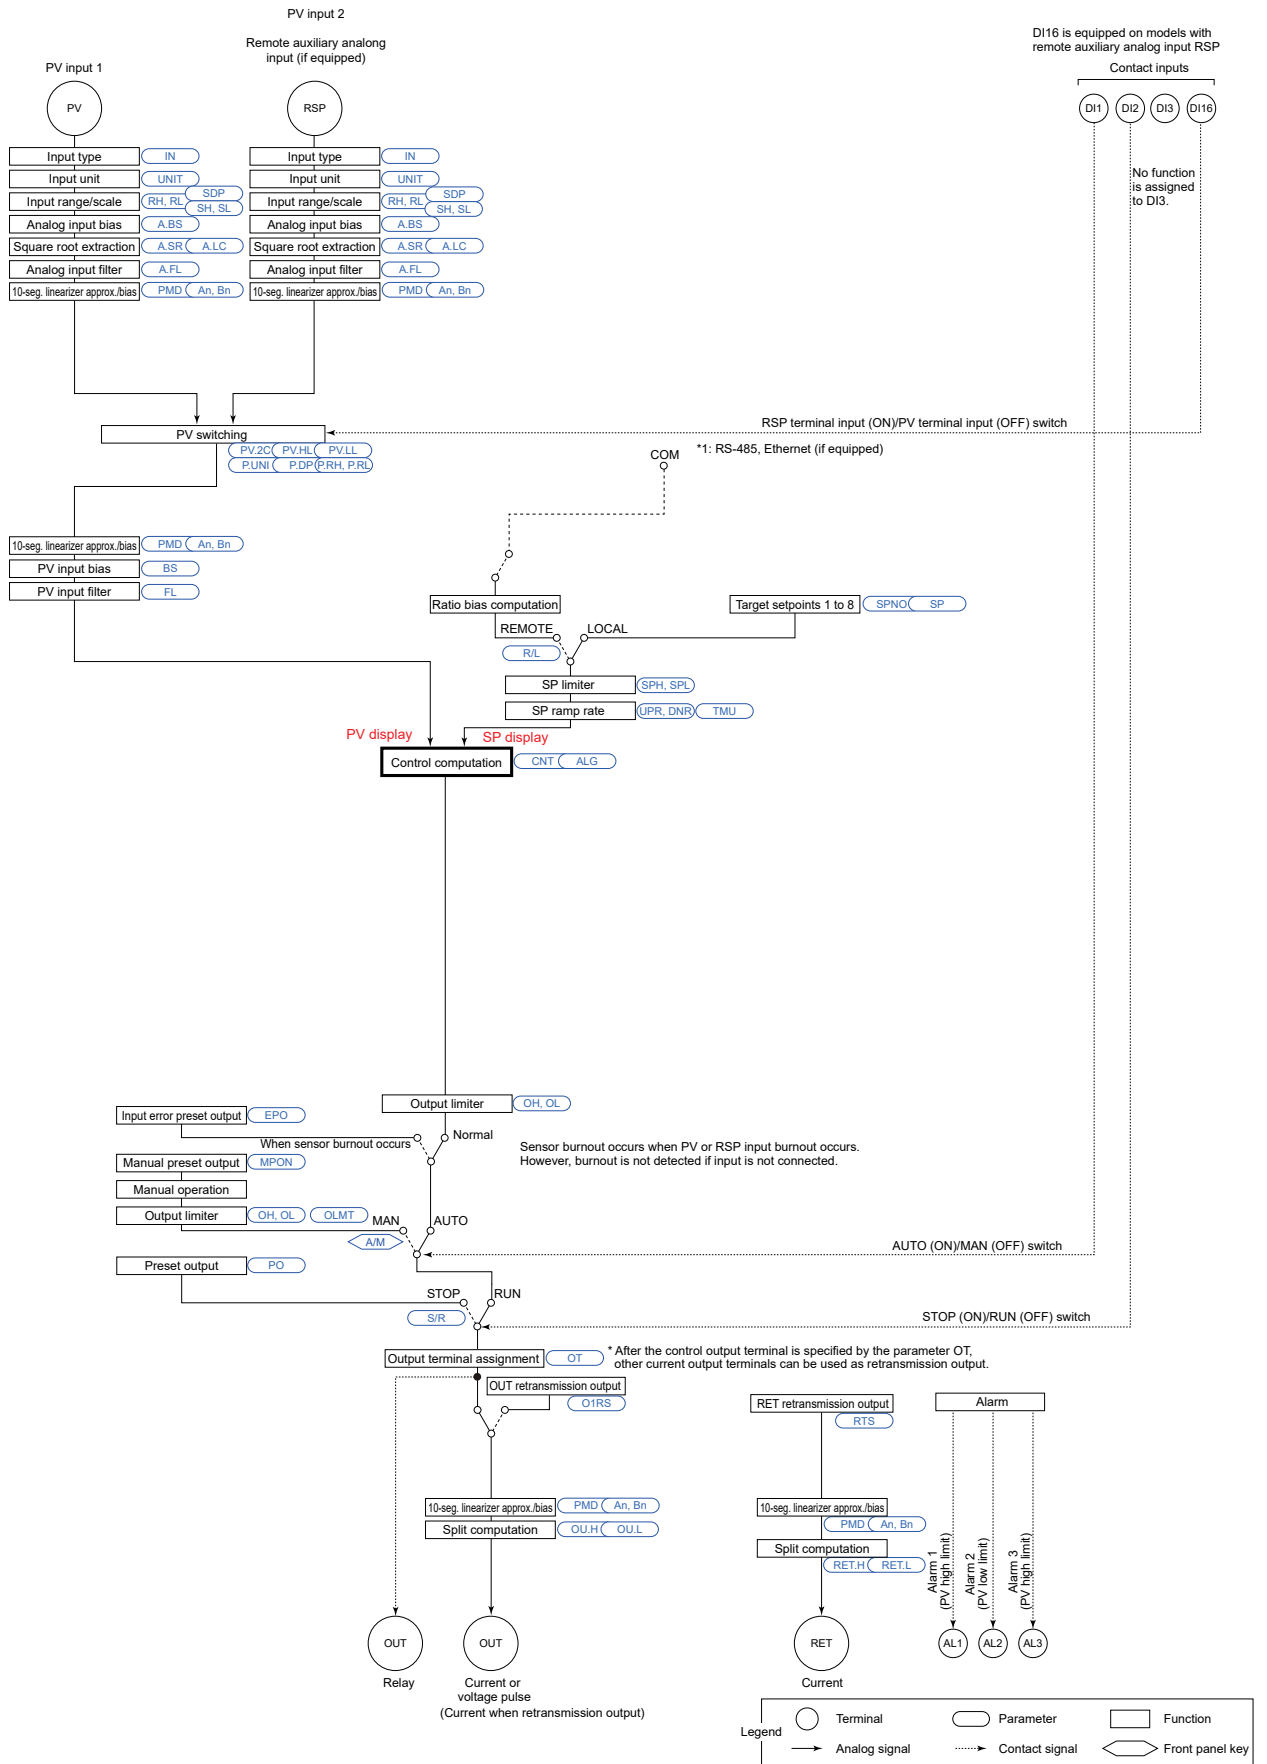 PV input 2
Remote auxiliary analong
input (if equipped)
PV input 1
DI16 is equipped on models with
remote auxiliary analog input RSP
Contact inputs
PV
RSP
DI1
DI2
DI3
DI16
Input type
IN
Input type
IN
Input unit
UNIT
Input unit
UNIT
Input range/scale
RH, RL
SDP
SH, SL
Input range/scale
RH, RL
SDP
SH, SL
No function
is assigned
to DI3.
Analog input bias
A.BS
Analog input bias
A.BS
Square root extraction
A.SR
A.LC
Square root extraction
A.SR
A.LC
Analog input filter
A.FL
Analog input filter
A.FL
10-seg. linearizer approx./bias
PMD
An, Bn
10-seg. linearizer approx./bias
PMD
An, Bn
RSP terminal input (ON)/PV terminal input (OFF) switch
PV switching
PV.2C
PV.HL
PV.LL
P.UNI
P.DP
P.RH, P.RL
COM
*1: RS-485, Ethernet (if equipped)
10-seg. linearizer approx./bias
PMD
An, Bn
PV input bias
BS
PV input filter
FL
Ratio bias computation
Target setpoints 1 to 8
SPNO
SP
REMOTE
LOCAL
R/L
SP limiter
SPH, SPL
SP ramp rate
UPR, DNR
TMU
PV display
SP display
Control computation
CNT
ALG
Output limiter
OH, OL
Input error preset output
EPO
When sensor burnout occurs
Normal
Sensor burnout occurs when PV or RSP input burnout occurs.
However, burnout is not detected if input is not connected.
Manual preset output
MPON
Manual operation
Output limiter
OH, OL
OLMT
MAN
AUTO
A/M
AUTO (ON)/MAN (OFF) switch
Preset output
PO
STOP
RUN
S/R
STOP (ON)/RUN (OFF) switch
Output terminal assignment
OT
* After the control output terminal is specified by the parameter OT,
other current output terminals can be used as retransmission output.
OUT retransmission output
O1RS
RET retransmission output
RTS
Alarm
10-seg. linearizer approx./bias
PMD
An, Bn
10-seg. linearizer approx./bias
PMD
An, Bn
Split computation
OU.H
OU.L
Split computation
RET.H
RET.L
Alarm 1
(PV high limit)
Alarm 2
(PV low limit)
Alarm 3
(PV high limit)
OUT
OUT
RET
AL1
AL2
AL3
Relay
Current or
voltage pulse
(Current when retransmission output)
Current
Legend
Terminal
Parameter
Function
Analog signal
Contact signal
Front panel key